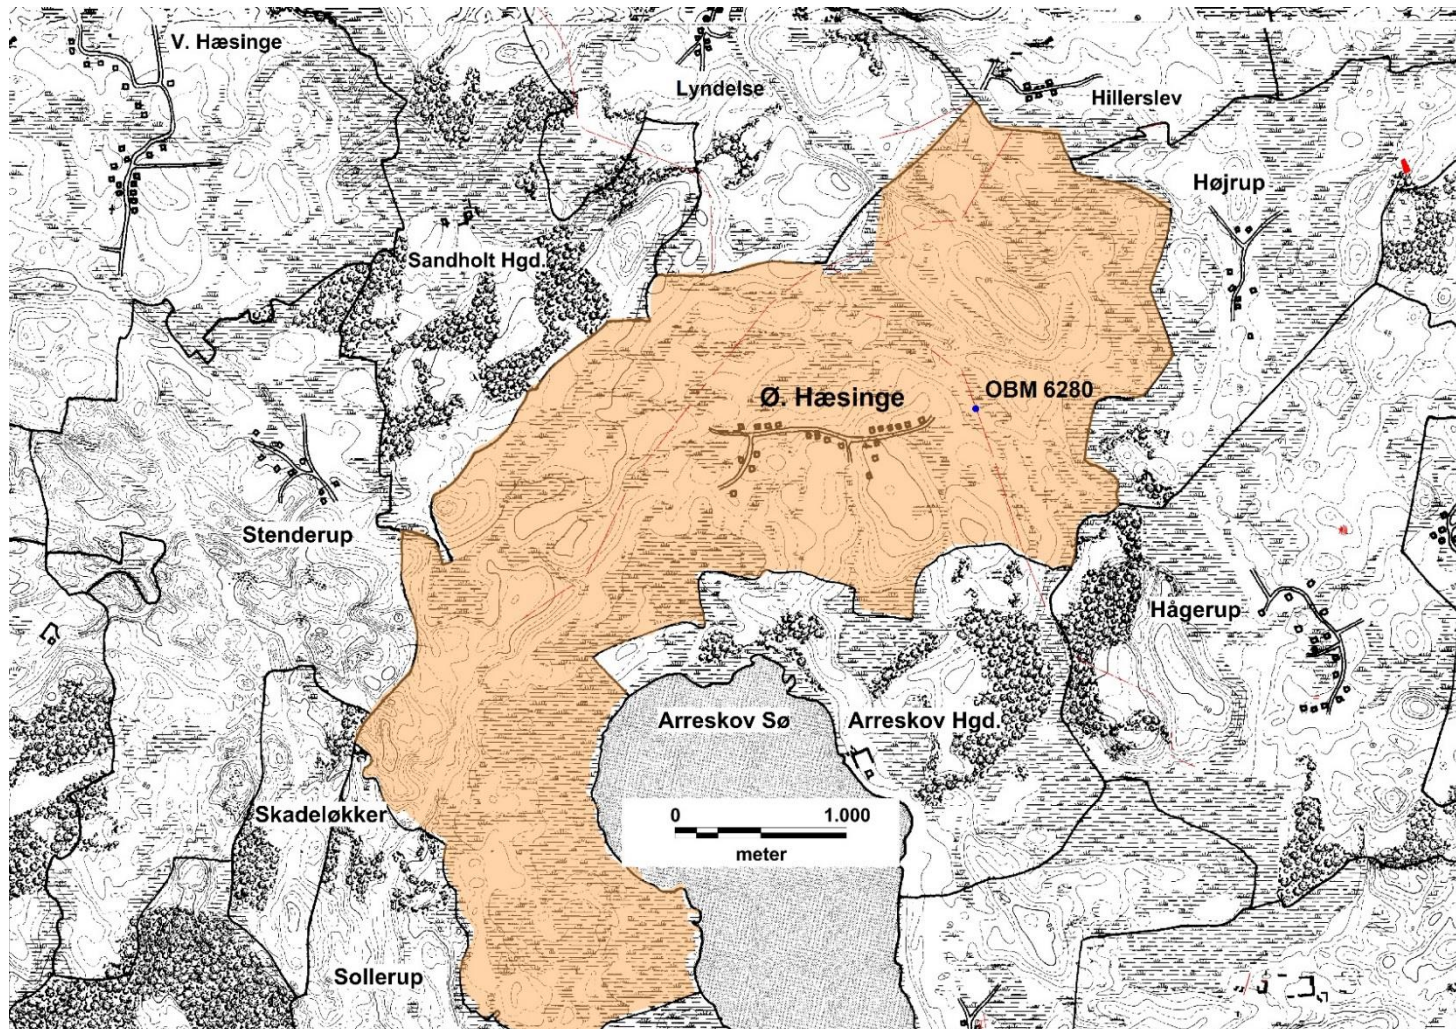 V. Hæsinge
Lyndelse
Hillerslev
Højrup
Sandholt Hgd.
OBM 6280
Ø. Hæsinge
Stenderup
Hågerup
Arreskov Sø
Arreskov Hgd.
Skadeløkker
0 1.000
meter
Sollerup